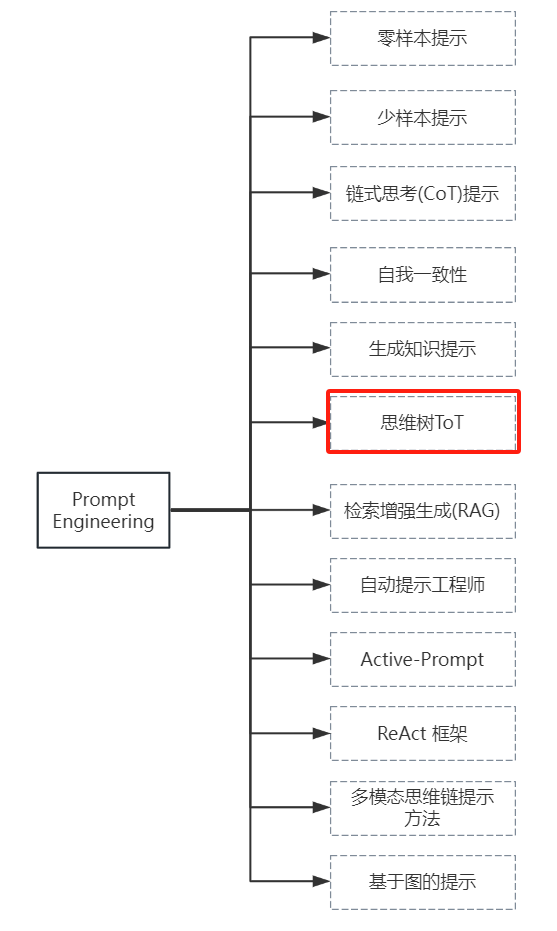 零样本提示
少样本提示
链式思考(CoT)提示
自我一致性
生成知识提示
思维树ToT
Prompt
Engineering
检索增强生成(RAG)
自动提示工程师
Active-Prompt
ReAct 框架
多模态思维链提示
方法
基于图的提示